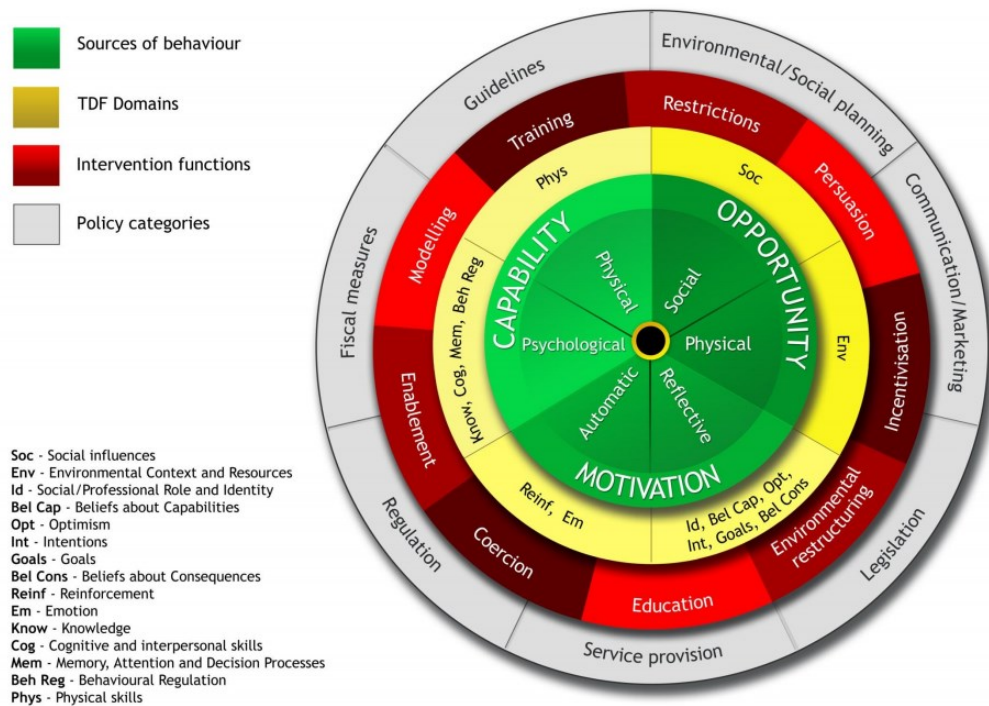 Sources of behaviour
TDF Domains
Intervention functions
Policy categories
Guidelines
Environmental/Social planning
Communication/Marketing
Legislation
Service provision
Regulation
Fiscal measures
Training
Restrictions
Persuasion
Incentivisation
Environmental
restructuring
Education
Coercion
Enablement
Modelling
Phys
Soc
Env
Id, Bel Cap, Opt,
Int, Goals, Bel Cons
Reinf, Em
Know, Cog, Mem, Beh Reg
CAPABILITY
OPPORTUNITY
MOTIVATION
Physical
Social
Psychological
Physical
Automatic
Reflective
Soc - Social influences
Env - Environmental Context and Resources
Id - Social/Professional Role and Identity
Bel Cap - Beliefs about Capabilities
Opt - Optimism
Int - Intentions
Goals - Goals
Bel Cons - Beliefs about Consequences
Reinf - Reinforcement
Em - Emotion
Know - Knowledge
Cog - Cognitive and interpersonal skills
Mem - Memory, Attention and Decision Processes
Beh Reg - Behavioural Regulation
Phys - Physical skills